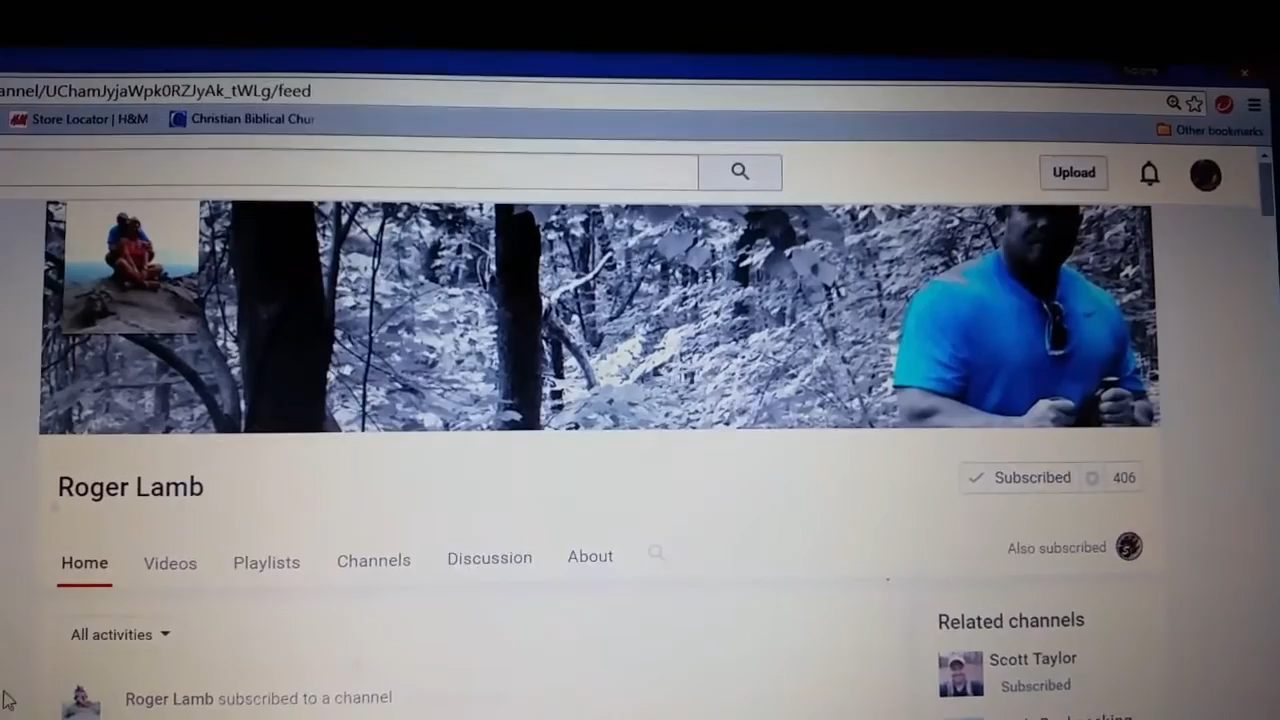 annel/UChamJyjaWpk0RZJyAk_tWLg/feed
Store Locator | H&M
Christian Biblical Chur
Other bookmarks
Upload
Roger Lamb
Subscribed
406
Home
Videos
Playlists
Channels
Discussion
About
Also subscribed
All activities
Related channels
Scott Taylor
Subscribed
Roger Lamb subscribed to a channel